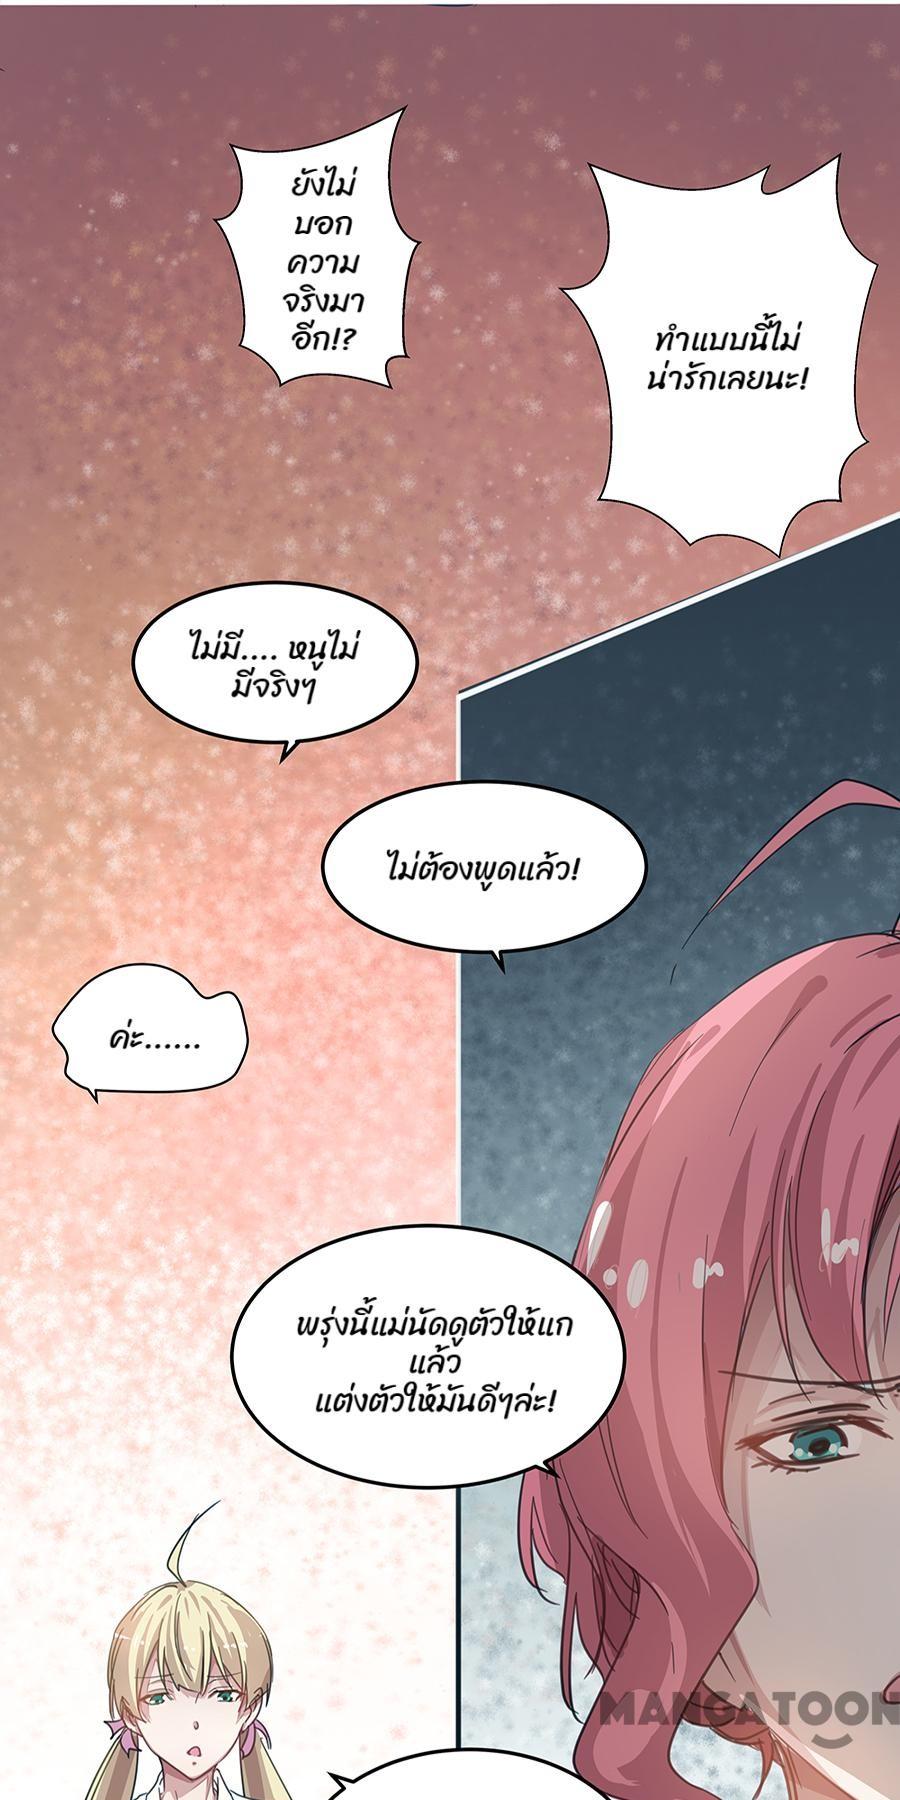 ยังไม่
บอก
ความ
จริงมา
อีก!?
ทำแบบนี้ไม่
น่ารักเลยนะ!
ไม่มี.... หนูไม่
มีจริงๆ
ไม่ต้องพูดแล้ว!
ค่ะ......
พรุ่งนี้แม่นัดดูตัวให้แก
แล้ว
แต่งตัวให้มันดีๆล่ะ!
MANGATOON